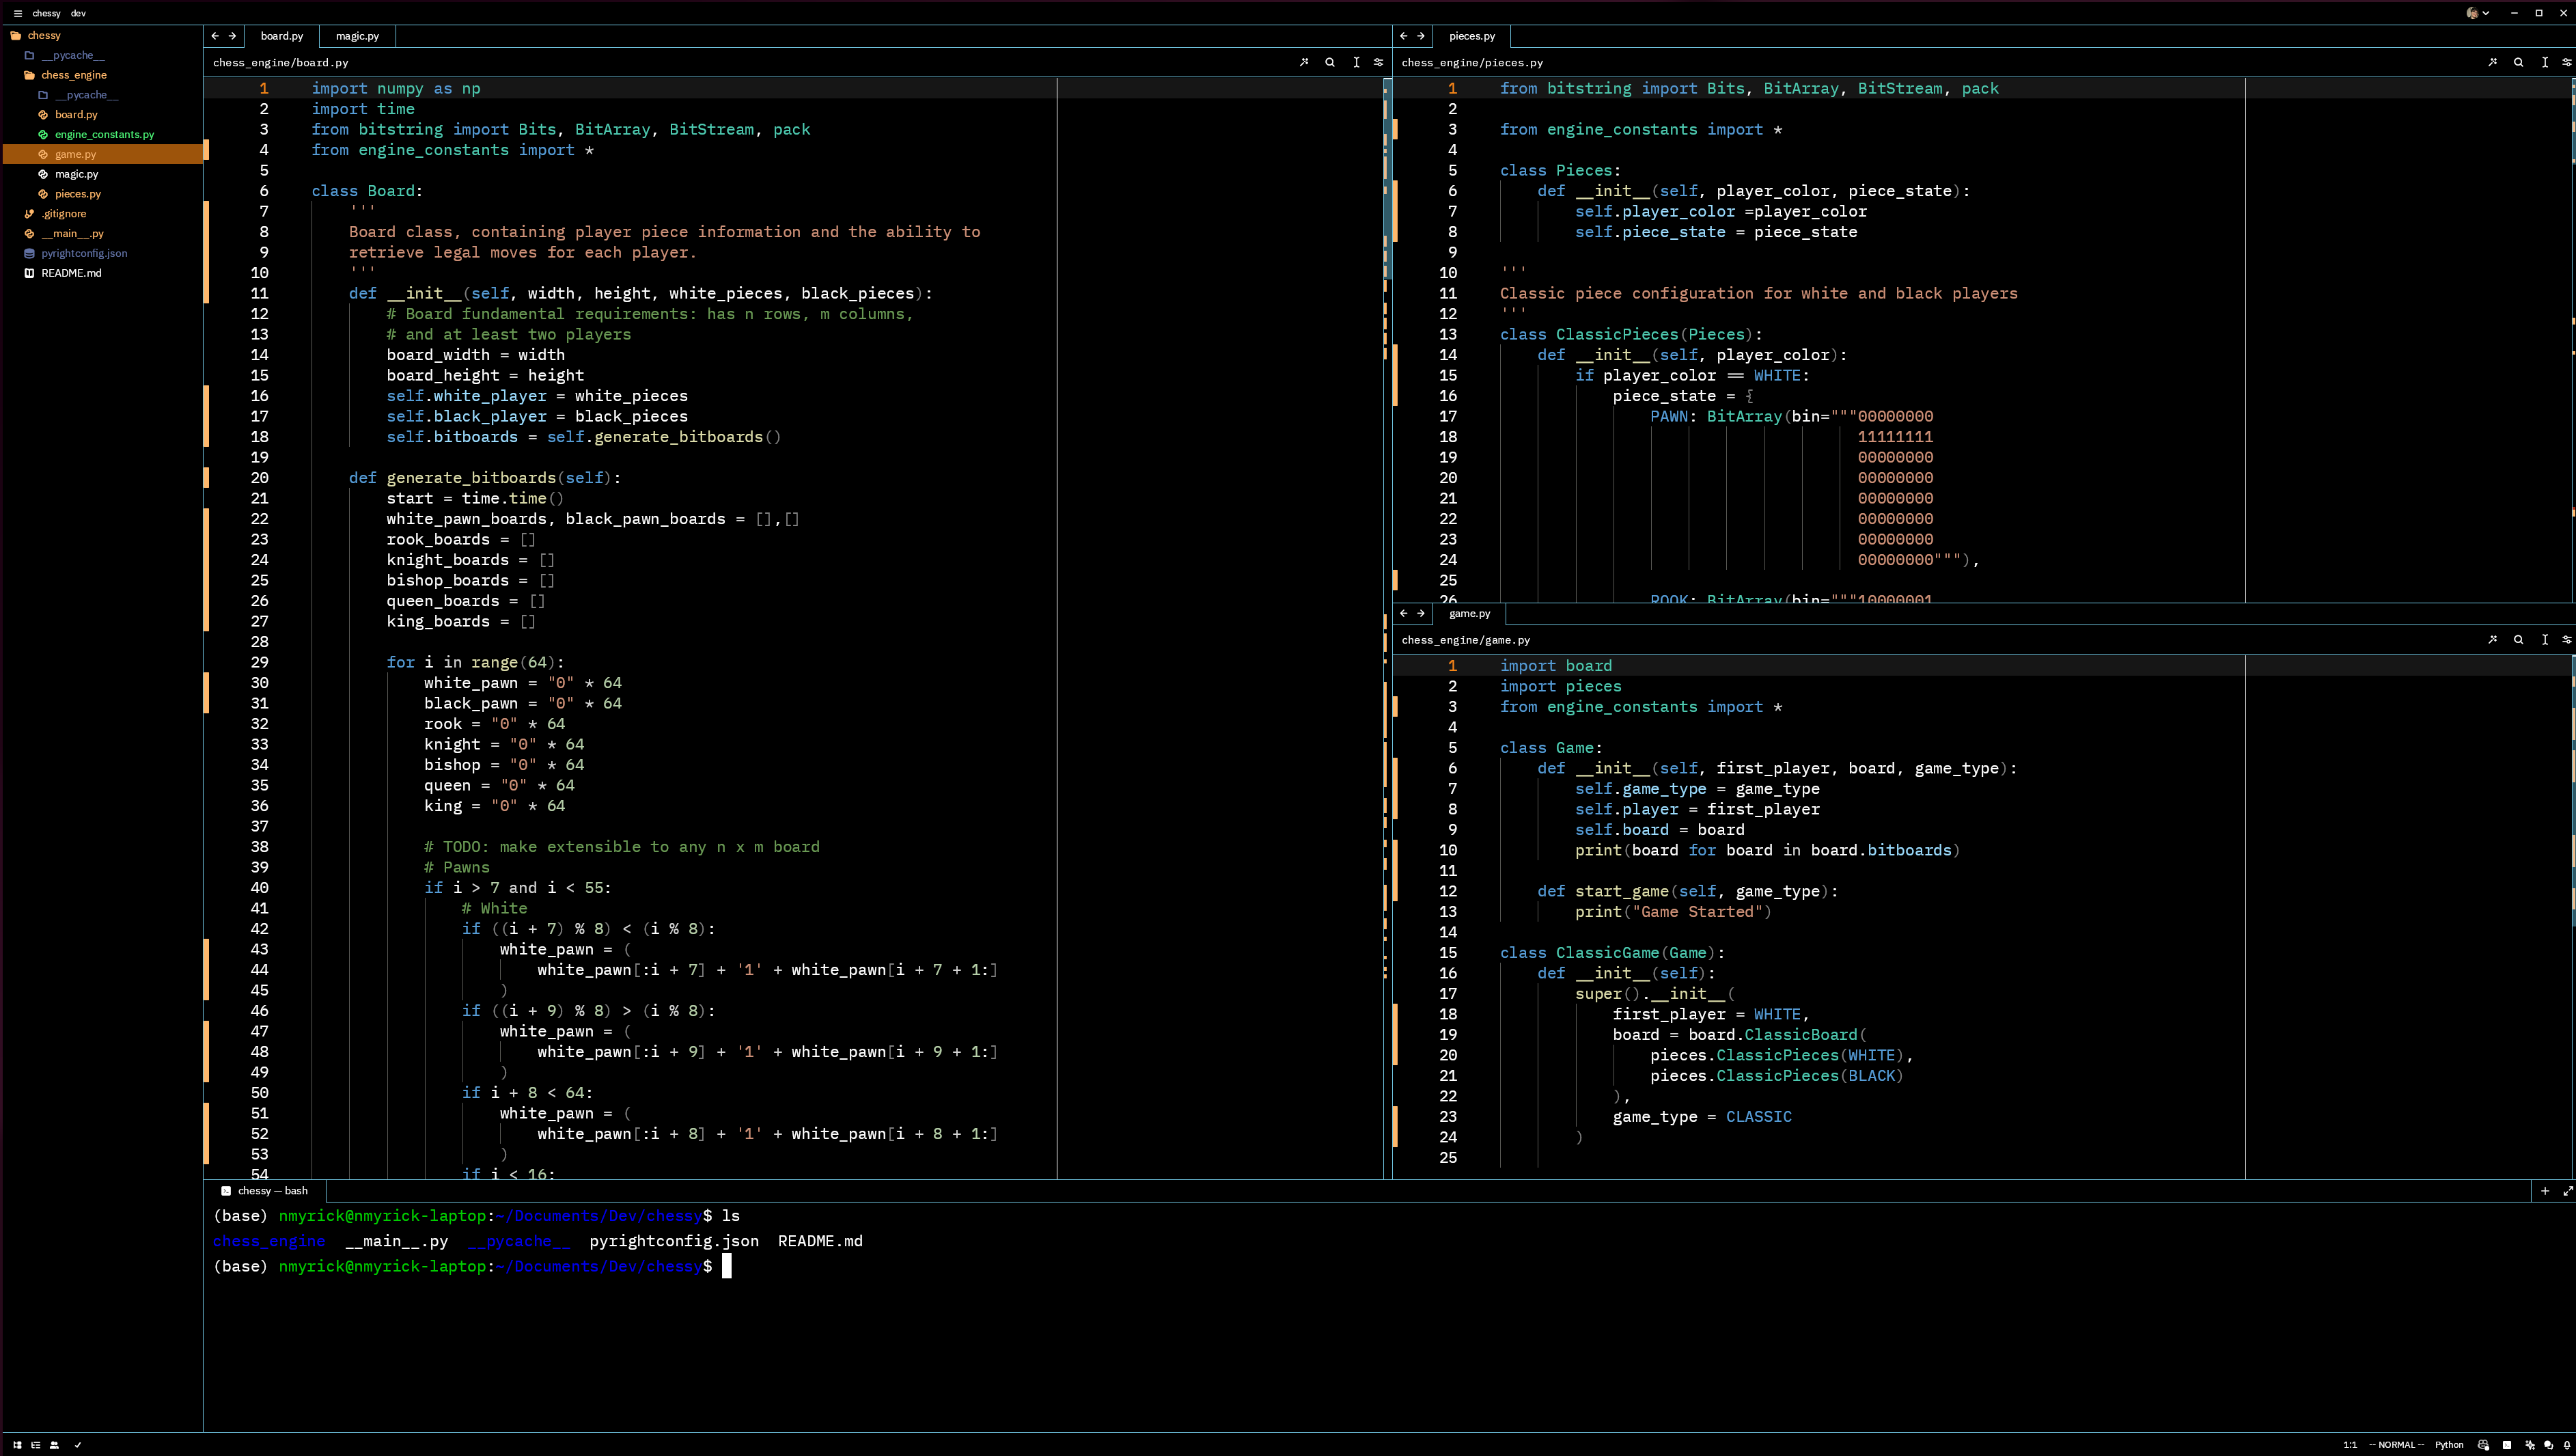 chessy dev
chessy
__pycache__
chess_engine
__pycache__
board.py
engine_constants.py
game.py
magic.py
pieces.py
.gitignore
__main__.py
pyrightconfig.json
README.md
board.py magic.py
chess_engine/board.py
1 import numpy as np
2 import time
3 from bitstring import Bits, BitArray, BitStream, pack
4 from engine_constants import *
5
6 class Board:
7     '''
8     Board class, containing player piece information and the ability to
9     retrieve legal moves for each player.
10     '''
11     def __init__(self, width, height, white_pieces, black_pieces):
12         # Board fundamental requirements: has n rows, m columns,
13         # and at least two players
14         board_width = width
15         board_height = height
16         self.white_player = white_pieces
17         self.black_player = black_pieces
18         self.bitboards = self.generate_bitboards()
19
20     def generate_bitboards(self):
21         start = time.time()
22         white_pawn_boards, black_pawn_boards = [],[]
23         rook_boards = []
24         knight_boards = []
25         bishop_boards = []
26         queen_boards = []
27         king_boards = []
28
29         for i in range(64):
30             white_pawn = "0" * 64
31             black_pawn = "0" * 64
32             rook = "0" * 64
33             knight = "0" * 64
34             bishop = "0" * 64
35             queen = "0" * 64
36             king = "0" * 64
37
38             # TODO: make extensible to any n x m board
39             # Pawns
40             if i > 7 and i < 55:
41                 # White
42                 if ((i + 7) % 8) < (i % 8):
43                     white_pawn = (
44                         white_pawn[:i + 7] + '1' + white_pawn[i + 7 + 1:]
45                     )
46                 if ((i + 9) % 8) > (i % 8):
47                     white_pawn = (
48                         white_pawn[:i + 9] + '1' + white_pawn[i + 9 + 1:]
49                     )
50                 if i + 8 < 64:
51                     white_pawn = (
52                         white_pawn[:i + 8] + '1' + white_pawn[i + 8 + 1:]
53                     )
54                 if i < 16:
pieces.py
chess_engine/pieces.py
1 from bitstring import Bits, BitArray, BitStream, pack
2
3 from engine_constants import *
4
5 class Pieces:
6     def __init__(self, player_color, piece_state):
7         self.player_color =player_color
8         self.piece_state = piece_state
9
10 '''
11 Classic piece configuration for white and black players
12 '''
13 class ClassicPieces(Pieces):
14     def __init__(self, player_color):
15         if player_color == WHITE:
16             piece_state = {
17                 PAWN: BitArray(bin="""00000000
18                                       11111111
19                                       00000000
20                                       00000000
21                                       00000000
22                                       00000000
23                                       00000000
24                                       00000000"""),
25
26                 ROOK: BitArray(bin="""10000001
game.py
chess_engine/game.py
1 import board
2 import pieces
3 from engine_constants import *
4
5 class Game:
6     def __init__(self, first_player, board, game_type):
7         self.game_type = game_type
8         self.player = first_player
9         self.board = board
10         print(board for board in board.bitboards)
11
12     def start_game(self, game_type):
13         print("Game Started")
14
15 class ClassicGame(Game):
16     def __init__(self):
17         super().__init__(
18             first_player = WHITE,
19             board = board.ClassicBoard(
20                 pieces.ClassicPieces(WHITE),
21                 pieces.ClassicPieces(BLACK)
22             ),
23             game_type = CLASSIC
24         )
25
chessy — bash
(base) nmyrick@nmyrick-laptop:~/Documents/Dev/chessy$ ls
chess_engine  __main__.py  __pycache__  pyrightconfig.json  README.md
(base) nmyrick@nmyrick-laptop:~/Documents/Dev/chessy$
1:1 -- NORMAL -- Python